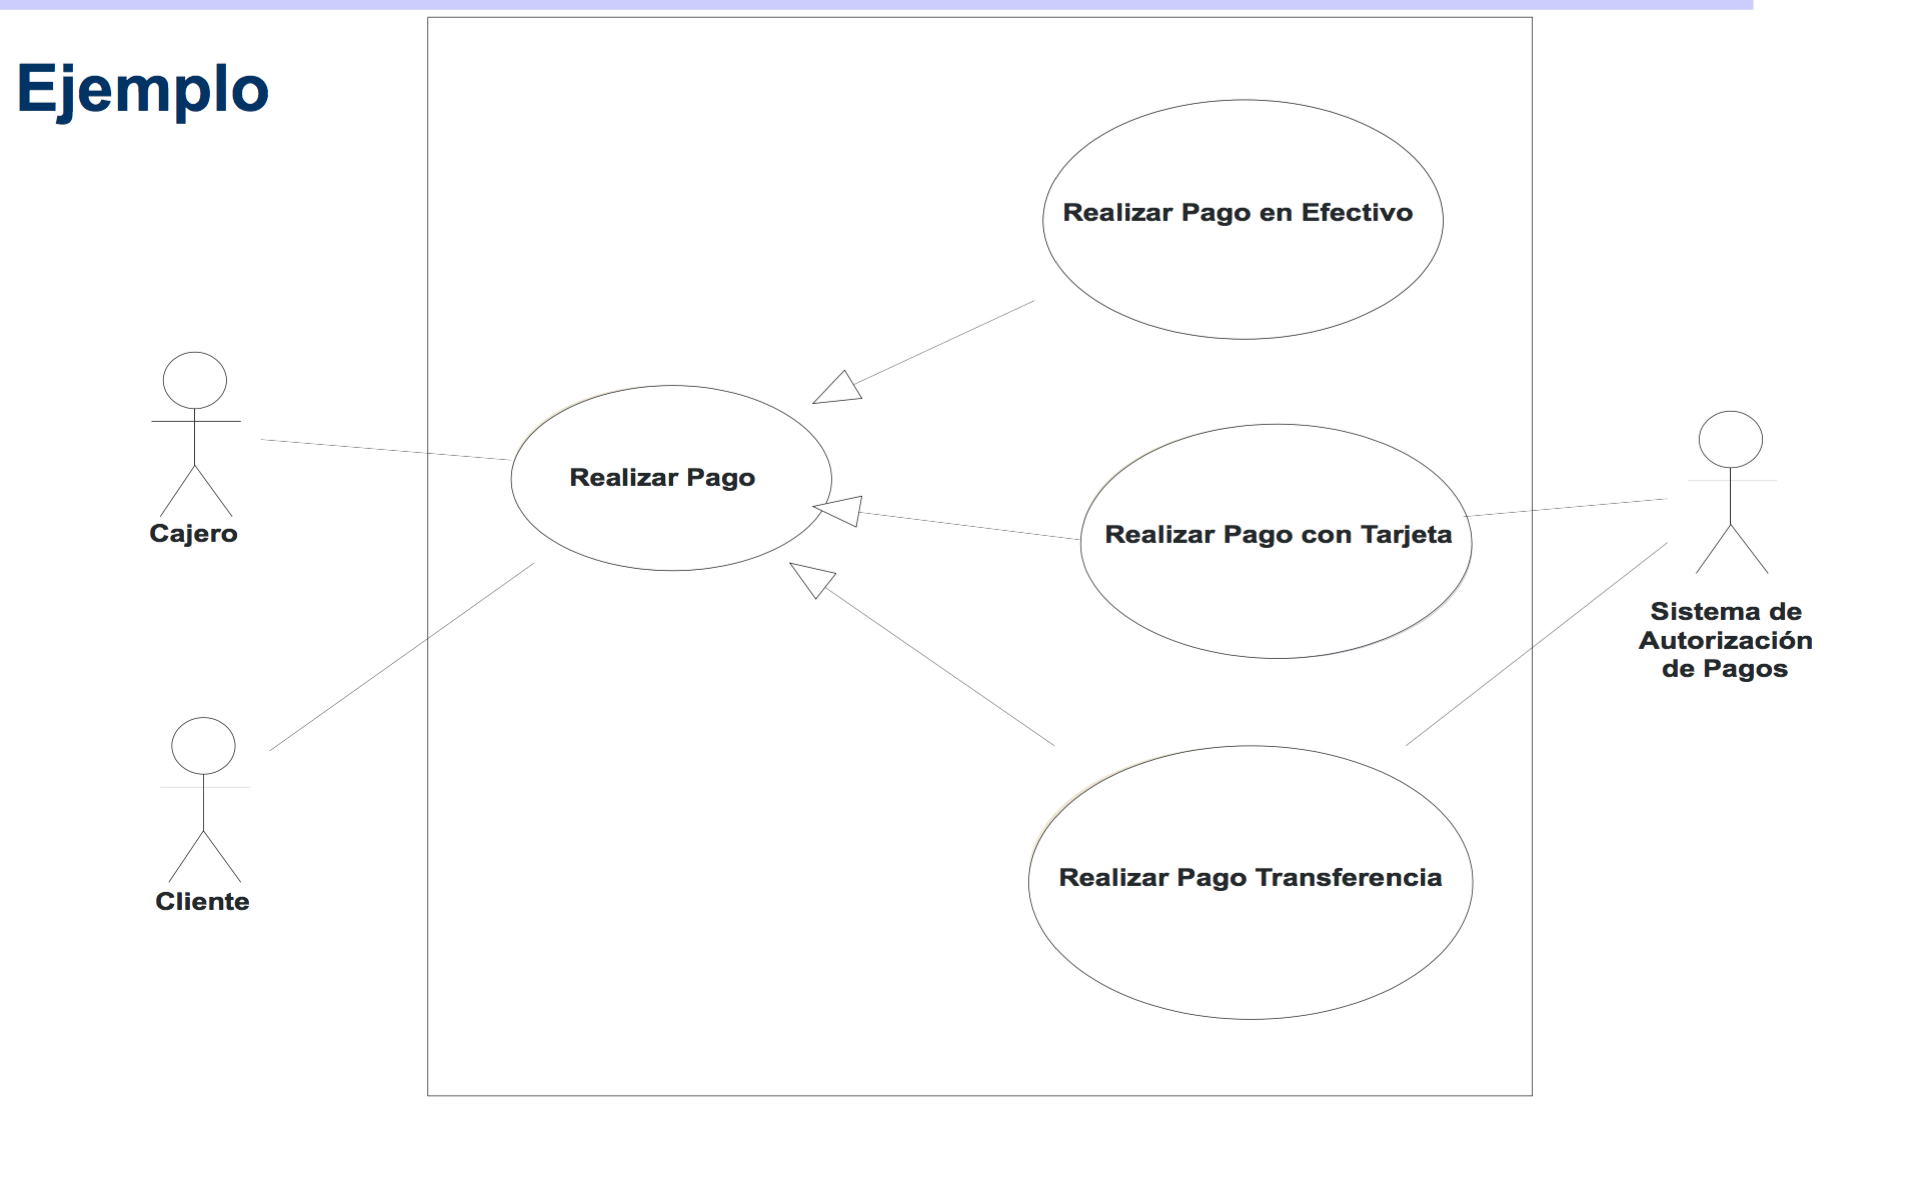 Ejemplo
Realizar Pago en Efectivo
Realizar Pago
Cajero
Realizar Pago con Tarjeta
Sistema de
Autorización
de Pagos
Realizar Pago Transferencia
Cliente